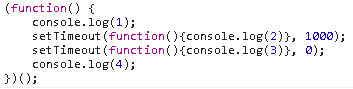 (function() {
    console.log(1);
    setTimeout(function(){console.log(2)}, 1000);
    setTimeout(function(){console.log(3)}, 0);
    console.log(4);
})();